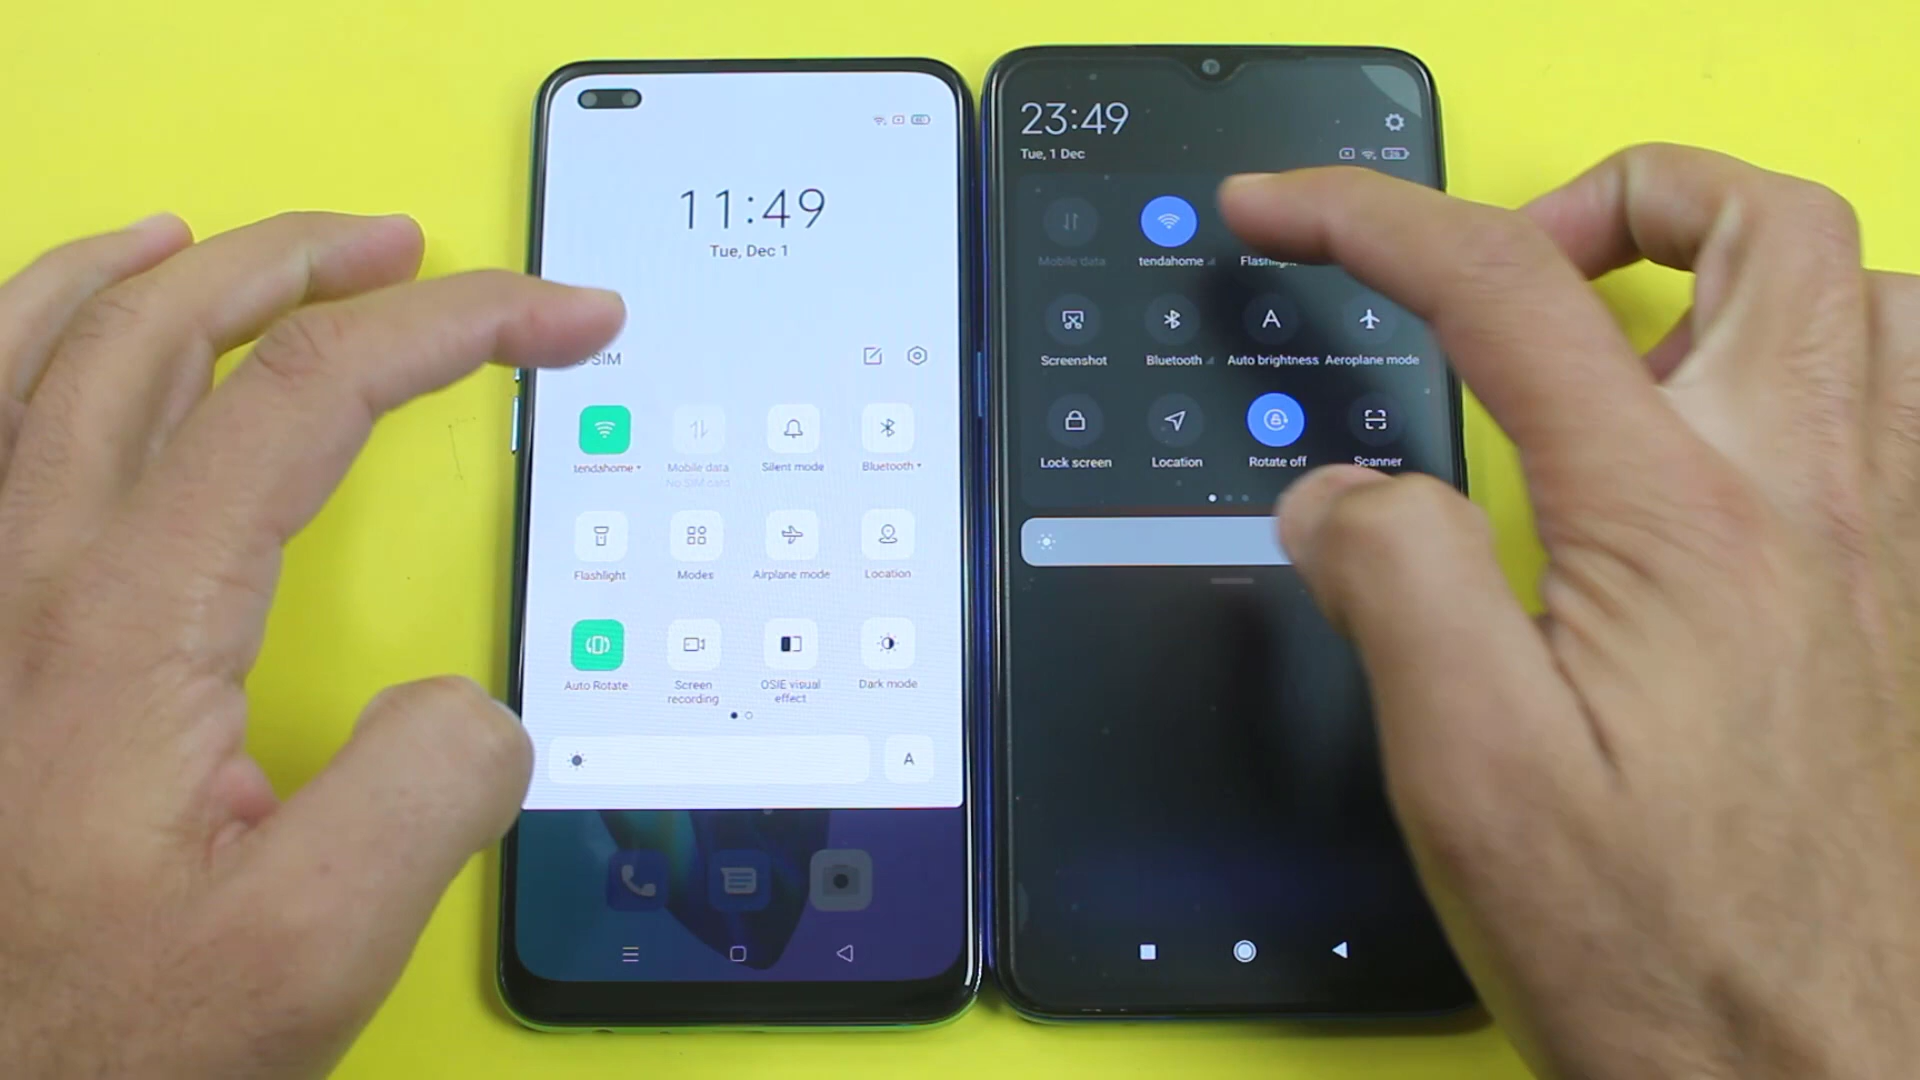 11:49
Tue, Dec 1
SIM
tendahome
Mobile data
No SIM card
Silent mode
Bluetooth
Flashlight
Modes
Airplane mode
Location
Auto Rotate
Screen
recording
OSIE visual
effect
Dark mode
A
23:49
Tue, 1 Dec
Mobile data
tendahome
Screenshot
Bluetooth
A
Auto brightness
Aeroplane mode
Lock screen
Location
Rotate off
Scanner